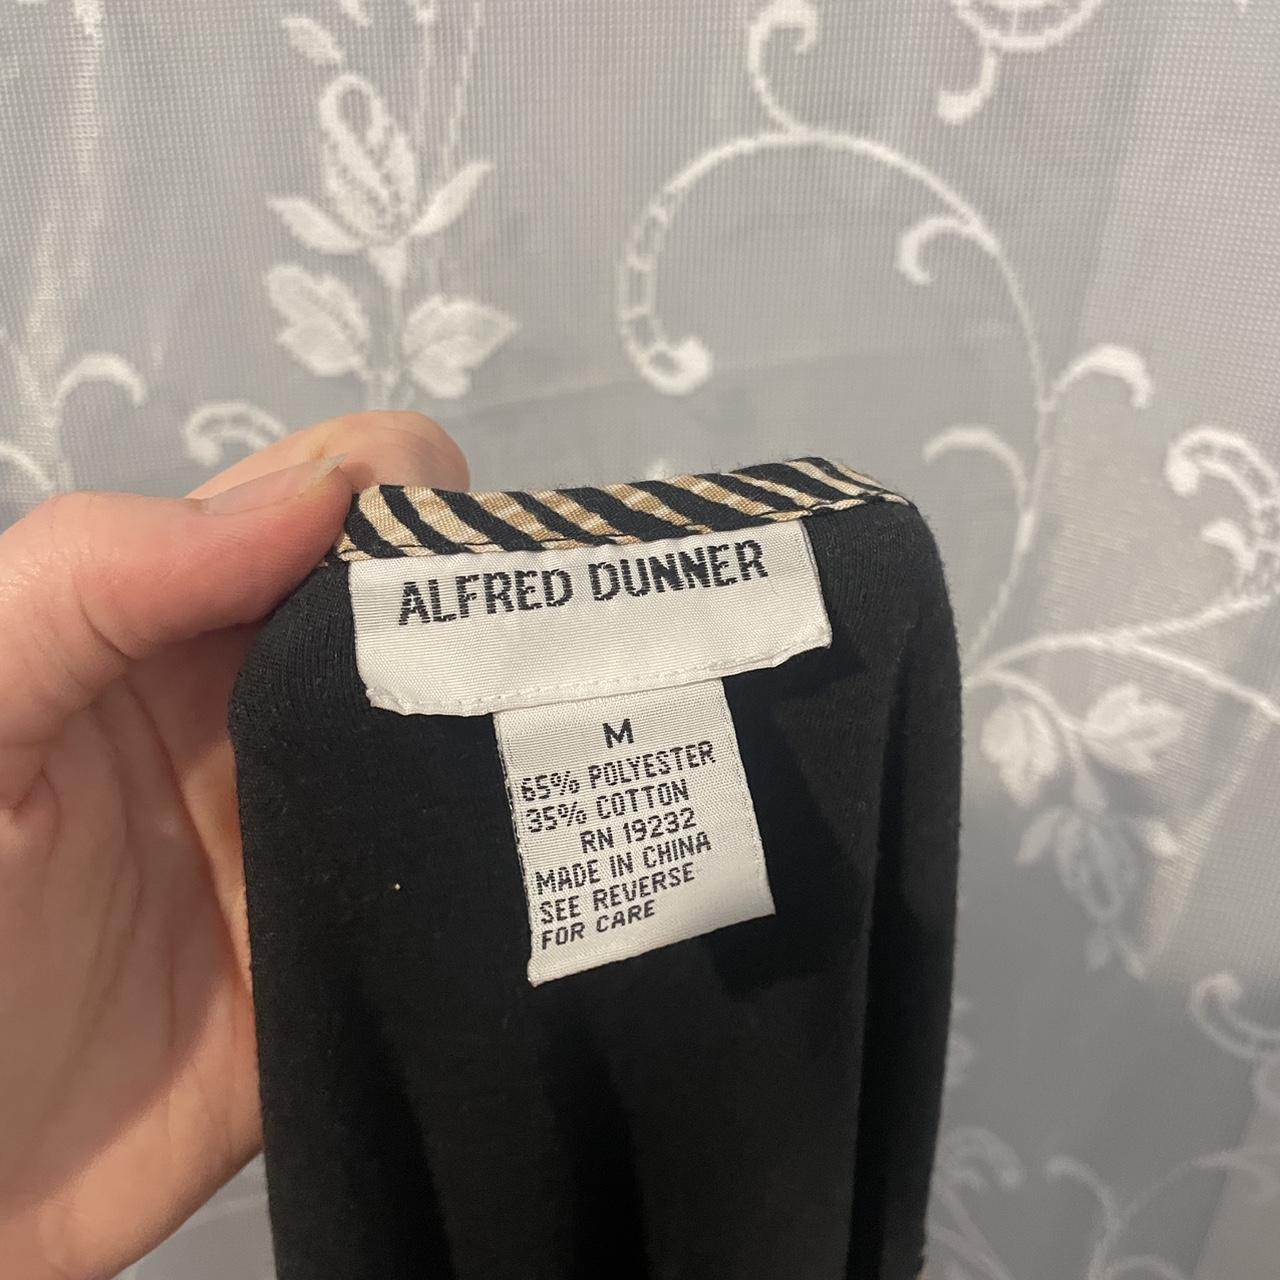 ALFRED DUNNER
M
65% POLYESTER
35% COTTON
RN 19232
MADE IN CHINA
SEE REVERSE
FOR CARE